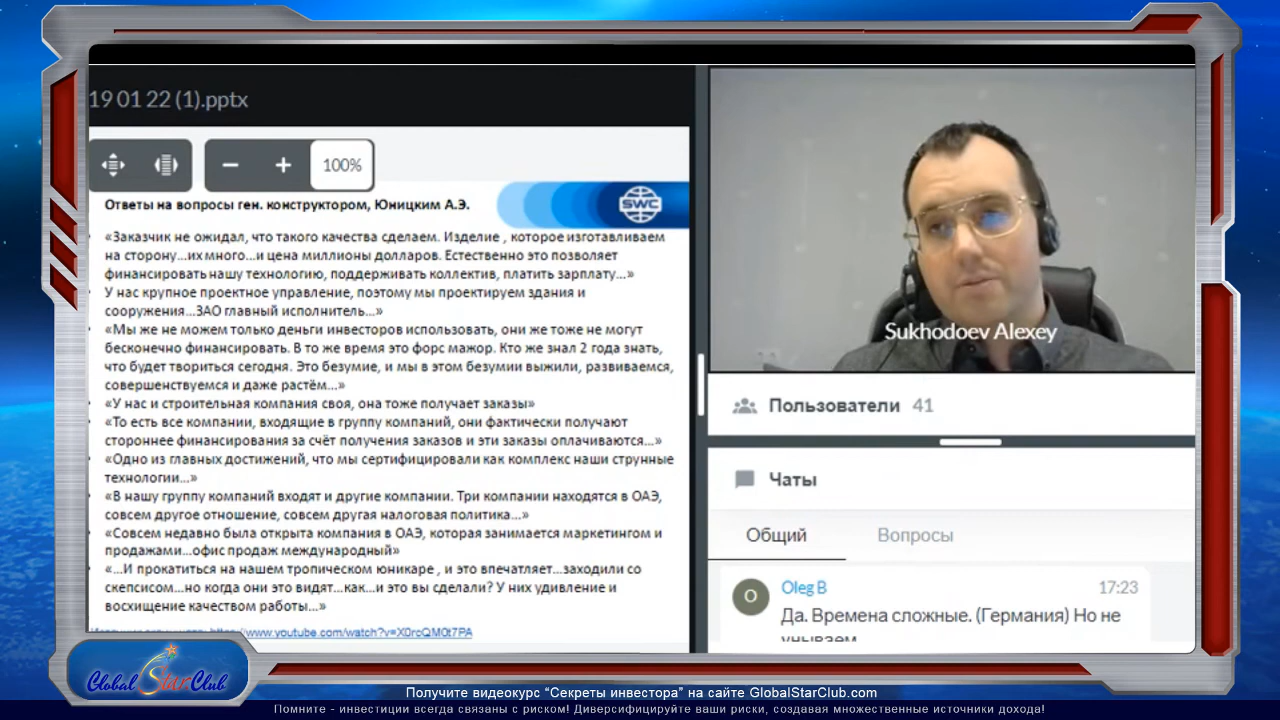 19 01 22 (1).pptx
100%
Ответы на вопросы ген. конструктором, Юницким А.Э.
SWC
«Заказчик не ожидал, что такого качества сделаем. Изделие , которое изготавливаем
на сторону...их много...и цена миллионы долларов. Естественно это позволяет
финансировать нашу технологию, поддерживать коллектив, платить зарплату...»
У нас крупное проектное управление, поэтому мы проектируем здания и
сооружения...ЗАО главный исполнитель...»
«Мы же не можем только деньги инвесторов использовать, они же тоже не могут
бесконечно финансировать. В то же время это форс мажор. Кто же знал 2 года знать,
что будет твориться сегодня. Это безумие, и мы в этом безумии выжили, развиваемся,
совершенствуемся и даже растём...»
«У нас и строительная компания своя, она тоже получает заказы»
«То есть все компании, входящие в группу компаний, они фактически получают
стороннее финансирования за счёт получения заказов и эти заказы оплачиваются...»
«Одно из главных достижений, что мы сертифицировали как комплекс наши струнные
технологии...»
«В нашу группу компаний входят и другие компании. Три компании находятся в ОАЭ,
совсем другое отношение, совсем другая налоговая политика...»
«Совсем недавно была открыта компания в ОАЭ, которая занимается маркетингом и
продажами...офис продаж международный»
«...И прокатиться на нашем тропическом юникаре , и это впечатляет...заходили со
скепсисом...но когда они это видят...как...и это вы сделали? У них удивление и
восхищение качеством работы...»
https://www.youtube.com/watch?v=X0rcQM0t7PA
Sukhodoev Alexey
Пользователи 41
Чаты
Общий Вопросы
O
Oleg B 17:23
Да. Времена сложные. (Германия) Но не
унываем
Global Star Club
Получите видеокурс “Секреты инвестора” на сайте GlobalStarClub.com
Помните - инвестиции всегда связаны с риском! Диверсифицируйте ваши риски, создавая множественные источники дохода!